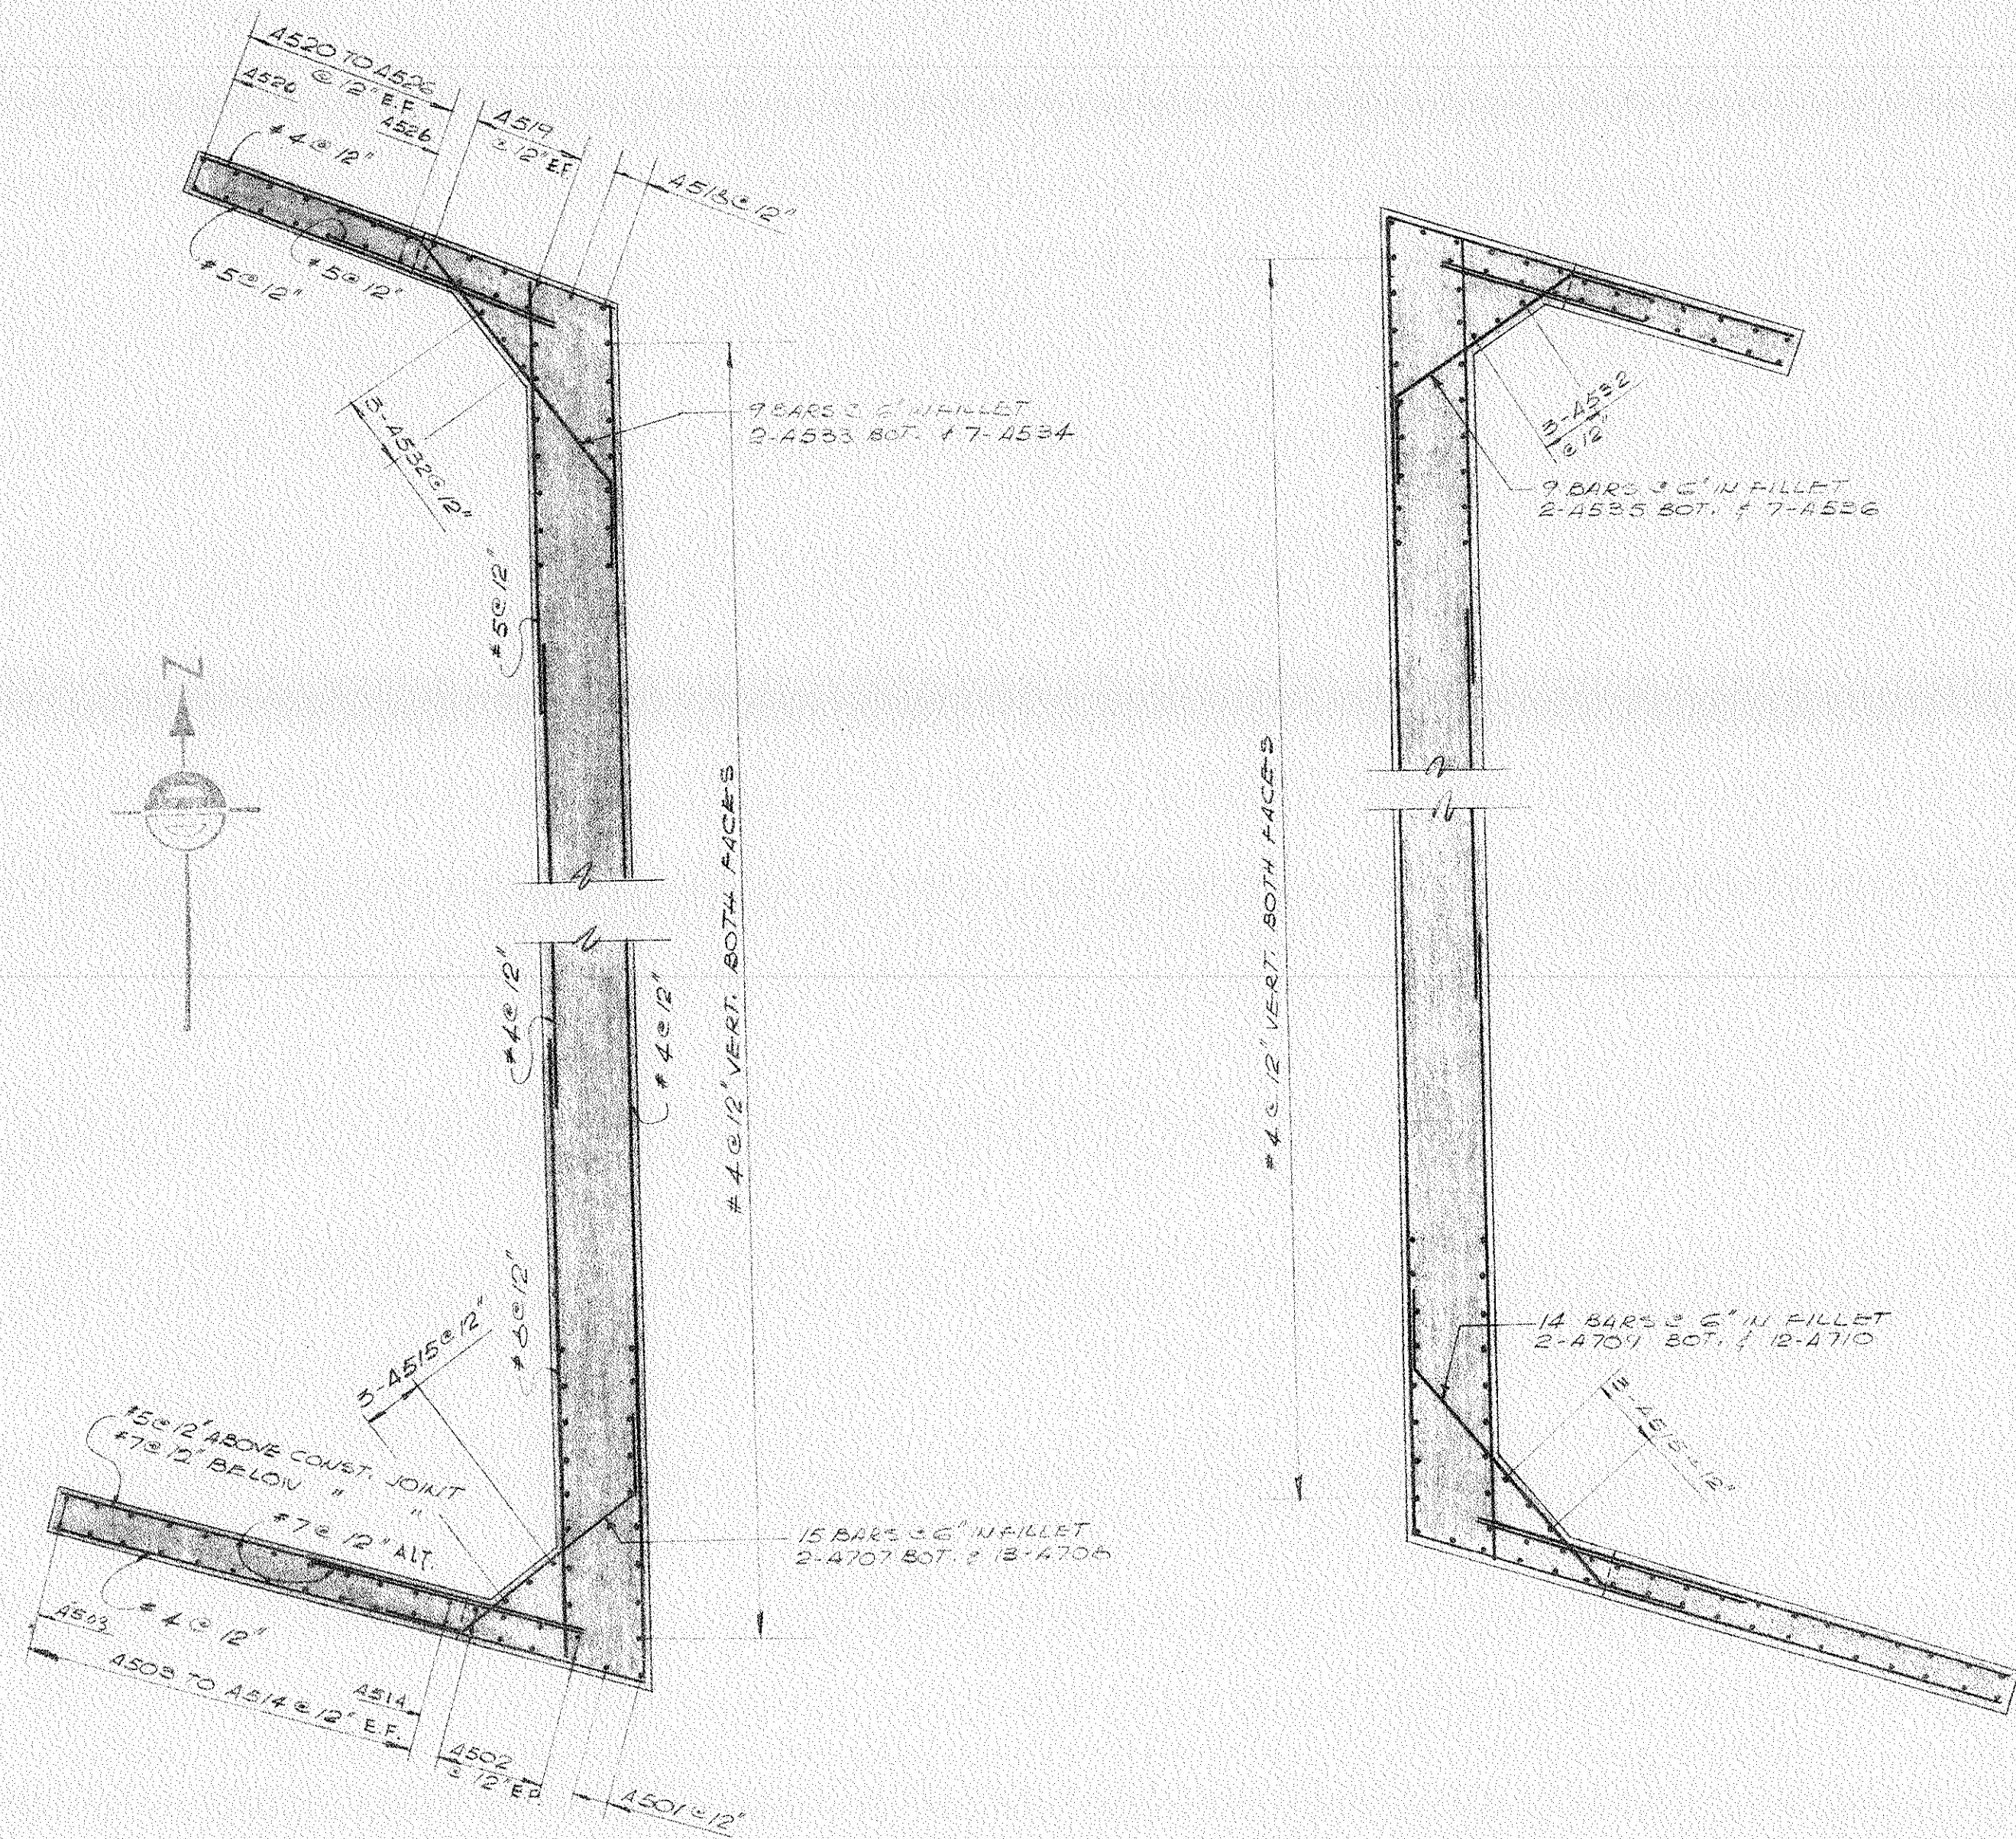 A520 TO A526
@ 12" E.F.
A520
A526
A519
@ 12" E.F.
A518 @ 12"
#4 @ 12"
#5 @ 12"
#5 @ 12"
3-A532 @ 12"
9 BARS @ 6" IN FILLET
2-A533 BOT. & 7-A534
3-A532
@ 12"
9 BARS @ 6" IN FILLET
2-A535 BOT. & 7-A536
#5 @ 12"
N
#4 @ 12" VERT. BOTH FACES
#4 @ 12" VERT. BOTH FACES
#4 @ 12"
#4 @ 12"
3-A515 @ 12"
#8 @ 12"
14 BARS @ 6" IN FILLET
2-A709 BOT. & 12-A710
3-A515 @ 12"
#5 @ 12" ABOVE CONST. JOINT
#7 @ 12" BELOW " "
#7 @ 12" ALT.
15 BARS @ 6" IN FILLET
2-A707 BOT. & 13-A708
A503
#4 @ 12"
A503 TO A514 @ 12" E.F.
A514
A502
@ 12" E.F.
A501 @ 12"